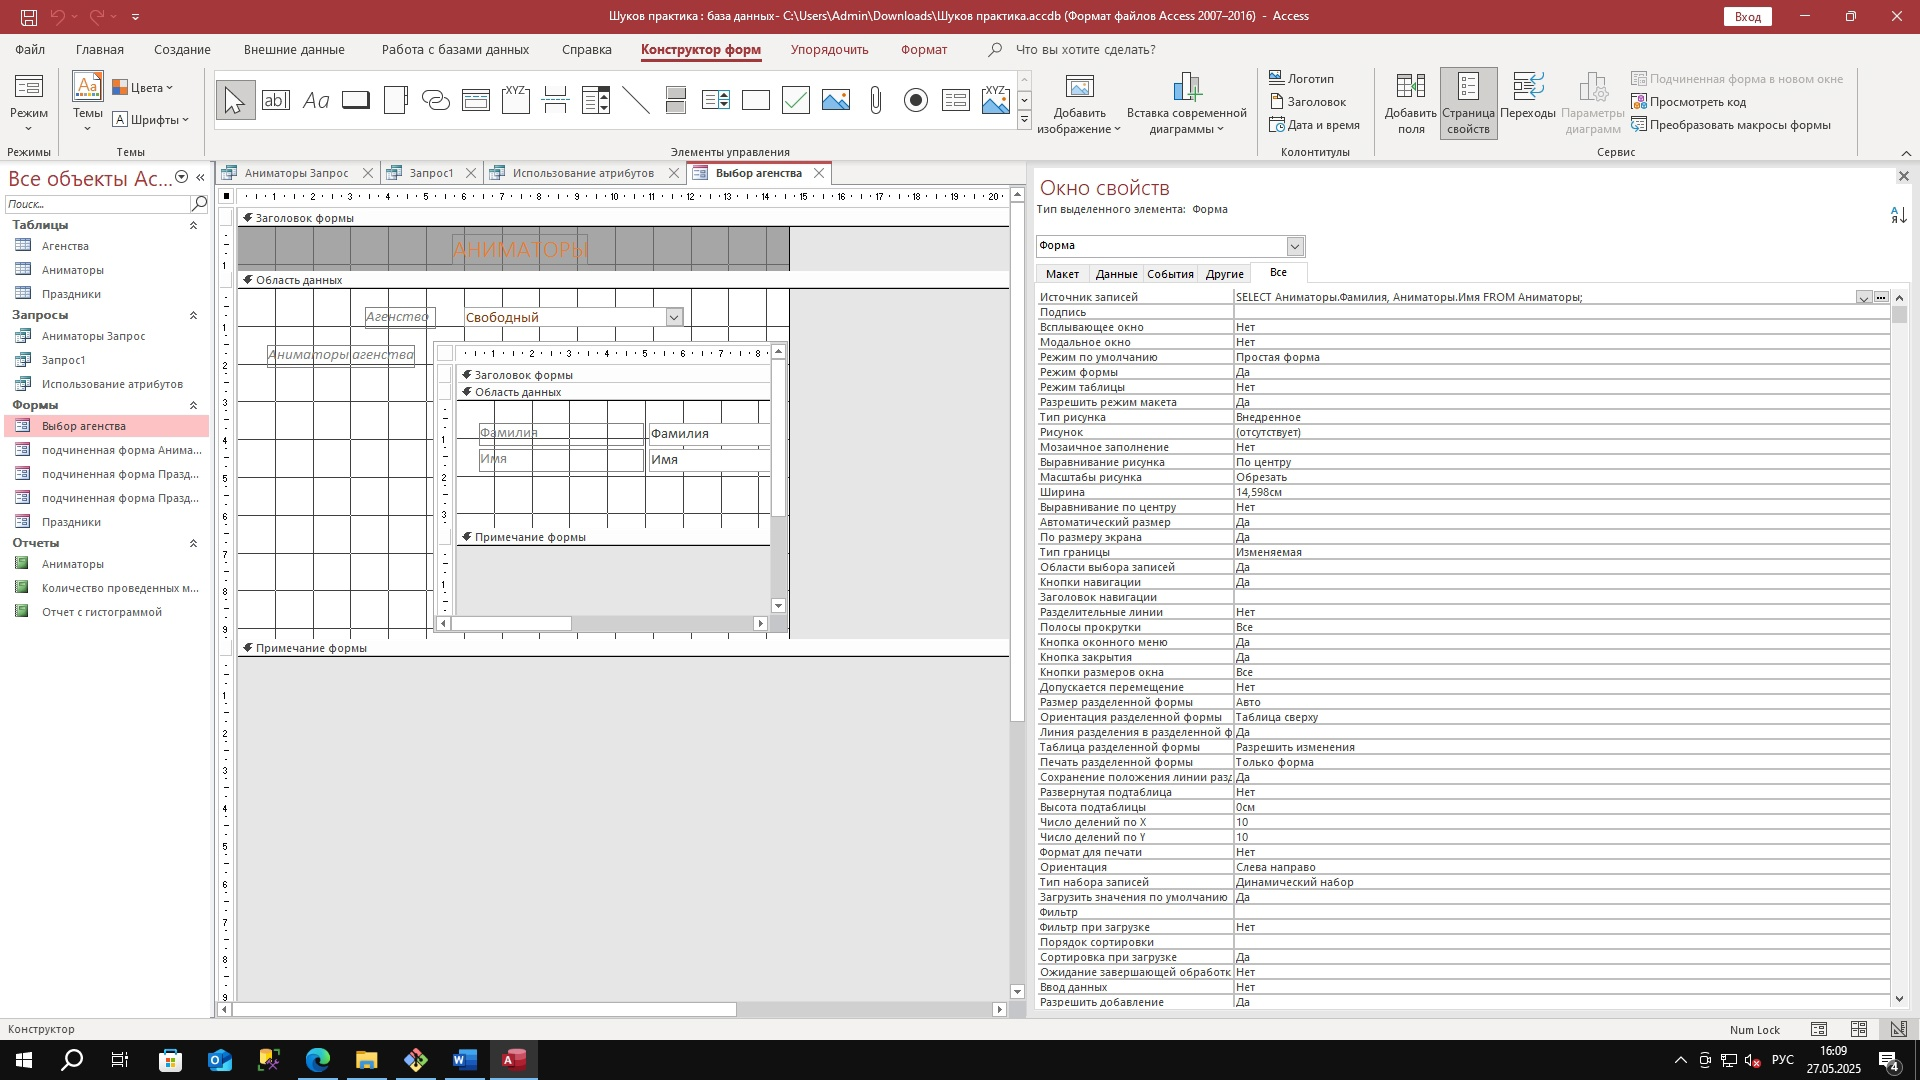 Шуков практика : база данных- C:\Users\Admin\Downloads\Шуков практика.accdb (Формат файлов Access 2007–2016) - Access
Вход
Файл
Главная
Создание
Внешние данные
Работа с базами данных
Справка
Конструктор форм
Упорядочить
Формат
Что вы хотите сделать?
Режим
Темы
Цвета
Шрифты
Добавить изображение
Вставка современной диаграммы
Логотип
Заголовок
Дата и время
Добавить поля
Страница свойств
Переходы
Параметры диаграмм
Подчиненная форма в новом окне
Просмотреть код
Преобразовать макросы формы
Режимы
Темы
Элементы управления
Колонтитулы
Сервис
Все объекты Ac...
Поиск...
Таблицы
Агенства
Аниматоры
Праздники
Запросы
Аниматоры Запрос
Запрос1
Использование атрибутов
Формы
Выбор агенства
подчиненная форма Анима...
подчиненная форма Празд...
подчиненная форма Празд...
Праздники
Отчеты
Аниматоры
Количество проведенных м...
Отчет с гистограммой
Аниматоры Запрос
Запрос1
Использование атрибутов
Выбор агенства
Заголовок формы
АНИМАТОРЫ
Область данных
Агенство
Свободный
Аниматоры агенства
Заголовок формы
Область данных
Фамилия
Фамилия
Имя
Имя
Примечание формы
Примечание формы
Окно свойств
Тип выделенного элемента: Форма
Форма
Макет
Данные
События
Другие
Все
Источник записей SELECT Аниматоры.Фамилия, Аниматоры.Имя FROM Аниматоры;
Подпись
Всплывающее окно Нет
Модальное окно Нет
Режим по умолчанию Простая форма
Режим формы Да
Режим таблицы Нет
Разрешить режим макета Да
Тип рисунка Внедренное
Рисунок (отсутствует)
Мозаичное заполнение Нет
Выравнивание рисунка По центру
Масштабы рисунка Обрезать
Ширина 14,598см
Выравнивание по центру Нет
Автоматический размер Да
По размеру экрана Да
Тип границы Изменяемая
Области выбора записей Да
Кнопки навигации Да
Заголовок навигации
Разделительные линии Нет
Полосы прокрутки Все
Кнопка оконного меню Да
Кнопка закрытия Да
Кнопки размеров окна Все
Допускается перемещение Нет
Размер разделенной формы Авто
Ориентация разделенной формы Таблица сверху
Линия разделения в разделенной ф Да
Таблица разделенной формы Разрешить изменения
Печать разделенной формы Только форма
Сохранение положения линии разд Да
Развернутая подтаблица Нет
Высота подтаблицы 0см
Число делений по X 10
Число делений по Y 10
Формат для печати Нет
Ориентация Слева направо
Тип набора записей Динамический набор
Загрузить значения по умолчанию Да
Фильтр
Фильтр при загрузке Нет
Порядок сортировки
Сортировка при загрузке Да
Ожидание завершающей обработк Нет
Ввод данных Нет
Разрешить добавление Да
Конструктор
Num Lock
РУС
16:09
27.05.2025
4